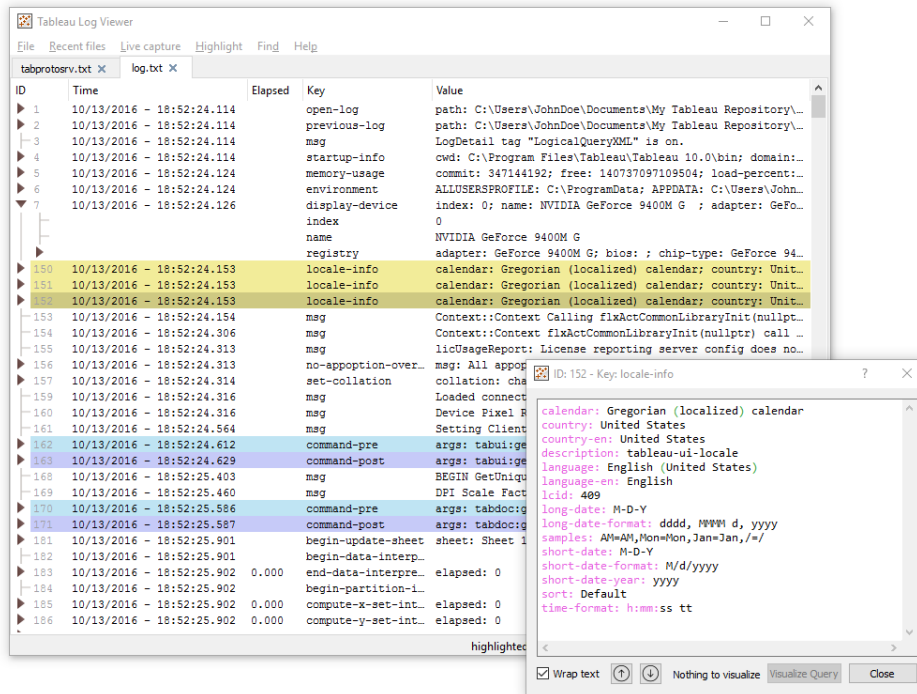 Tableau Log Viewer
File Recent files Live capture Highlight Find Help
tabprotosrv.txt log.txt
ID Time Elapsed Key Value
1 10/13/2016 - 18:52:24.114 open-log path: C:\Users\JohnDoe\Documents\My Tableau Repository\...
2 10/13/2016 - 18:52:24.114 previous-log path: C:\Users\JohnDoe\Documents\My Tableau Repository\...
3 10/13/2016 - 18:52:24.114 msg LogDetail tag "LogicalQueryXML" is on.
4 10/13/2016 - 18:52:24.114 startup-info cwd: C:\Program Files\Tableau\Tableau 10.0\bin; domain:...
5 10/13/2016 - 18:52:24.124 memory-usage commit: 347144192; free: 140737097109504; load-percent:...
6 10/13/2016 - 18:52:24.124 environment ALLUSERSPROFILE: C:\ProgramData; APPDATA: C:\Users\John...
7 10/13/2016 - 18:52:24.126 display-device index: 0; name: NVIDIA GeForce 9400M G ; adapter: GeFo...
index 0
name NVIDIA GeForce 9400M G
registry adapter: GeForce 9400M G; bios: ; chip-type: GeForce 94...
150 10/13/2016 - 18:52:24.153 locale-info calendar: Gregorian (localized) calendar; country: Unit...
151 10/13/2016 - 18:52:24.153 locale-info calendar: Gregorian (localized) calendar; country: Unit...
152 10/13/2016 - 18:52:24.153 locale-info calendar: Gregorian (localized) calendar; country: Unit...
153 10/13/2016 - 18:52:24.154 msg Context::Context Calling flxActCommonLibraryInit(nullpt...
154 10/13/2016 - 18:52:24.306 msg Context::Context flxActCommonLibraryInit(nullptr) call ...
155 10/13/2016 - 18:52:24.313 msg licUsageReport: License reporting server config does no...
156 10/13/2016 - 18:52:24.313 no-appoption-over... msg: All appop
157 10/13/2016 - 18:52:24.314 set-collation collation: cha
159 10/13/2016 - 18:52:24.316 msg Loaded connect
160 10/13/2016 - 18:52:24.316 msg Device Pixel R
161 10/13/2016 - 18:52:24.564 msg Setting Client
162 10/13/2016 - 18:52:24.612 command-pre args: tabui:ge
163 10/13/2016 - 18:52:24.629 command-post args: tabui:ge
168 10/13/2016 - 18:52:25.403 msg BEGIN GetUniqu
169 10/13/2016 - 18:52:25.460 msg DPI Scale Fact
170 10/13/2016 - 18:52:25.586 command-pre args: tabdoc:g
171 10/13/2016 - 18:52:25.587 command-post args: tabdoc:g
181 10/13/2016 - 18:52:25.901 begin-update-sheet sheet: Sheet 1
182 10/13/2016 - 18:52:25.901 begin-data-interp...
183 10/13/2016 - 18:52:25.902 0.000 end-data-interpre... elapsed: 0
184 10/13/2016 - 18:52:25.902 begin-partition-i...
185 10/13/2016 - 18:52:25.902 0.000 compute-x-set-int... elapsed: 0
186 10/13/2016 - 18:52:25.902 0.000 compute-y-set-int... elapsed: 0
highlighted
ID: 152 - Key: locale-info
calendar: Gregorian (localized) calendar
country: United States
country-en: United States
description: tableau-ui-locale
language: English (United States)
language-en: English
lcid: 409
long-date: M-D-Y
long-date-format: dddd, MMMM d, yyyy
samples: AM=AM,Mon=Mon,Jan=Jan,/=/
short-date: M-D-Y
short-date-format: M/d/yyyy
short-date-year: yyyy
sort: Default
time-format: h:mm:ss tt
Wrap text Nothing to visualize Visualize Query Close